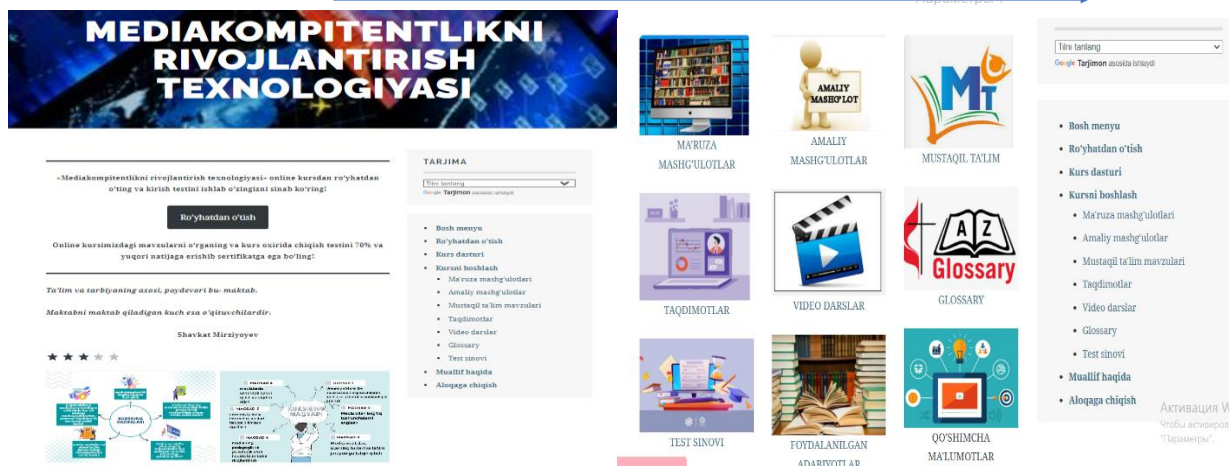 Параметры".
MEDIAKOMPITENTLIKNI
RIVOJLANTIRISH
TEXNOLOGIYASI
«Mediakompitentlikni rivojlantirish texnologiyasi» online kursdan ro'yhatdan
o'ting va kirish testini ishlab o'zingizni sinab ko'ring!
Ro'yhatdan o'tish
Online kursimizdagi mavzularni o'rganing va kurs oxirida chiqish testini 70% va
yuqori natijaga erishib sertifikatga ega bo'ling!
Ta'lim va tarbiyaning asosi, poydevori bu- maktab.
Maktabni maktab qiladigan kuch esa o'qituvchilardir.
Shavkat Mirziyoyev
TARJIMA
Tilni tanlang
Google Tarjimon asosida ishlaydi
Bosh menyu
Ro'yhatdan o'tish
Kurs dasturi
Kursni boshlash
Ma'ruza mashg'ulotlari
Amaliy mashg'ulotlar
Mustaqil ta'lim mavzulari
Taqdimotlar
Video darslar
Glossary
Test sinovi
Muallif haqida
Aloqaga chiqish
MA'RUZA
MASHG'ULOTLAR
AMALIY
MASHG'LOT
AMALIY
MASHG'ULOTLAR
MT
MUSTAQIL TA'LIM
TAQDIMOTLAR
VIDEO DARSLAR
A Z
Glossary
GLOSSARY
TEST SINOVI
FOYDALANILGAN
ADABIYOTLAR
QO'SHIMCHA
MA'LUMOTLAR
Tilni tanlang
Google Tarjimon asosida ishlaydi
Bosh menyu
Ro'yhatdan o'tish
Kurs dasturi
Kursni boshlash
Ma'ruza mashg'ulotlari
Amaliy mashg'ulotlar
Mustaqil ta'lim mavzulari
Taqdimotlar
Video darslar
Glossary
Test sinovi
Muallif haqida
Aloqaga chiqish
Активация W
Чтобы активиров
"Параметры".